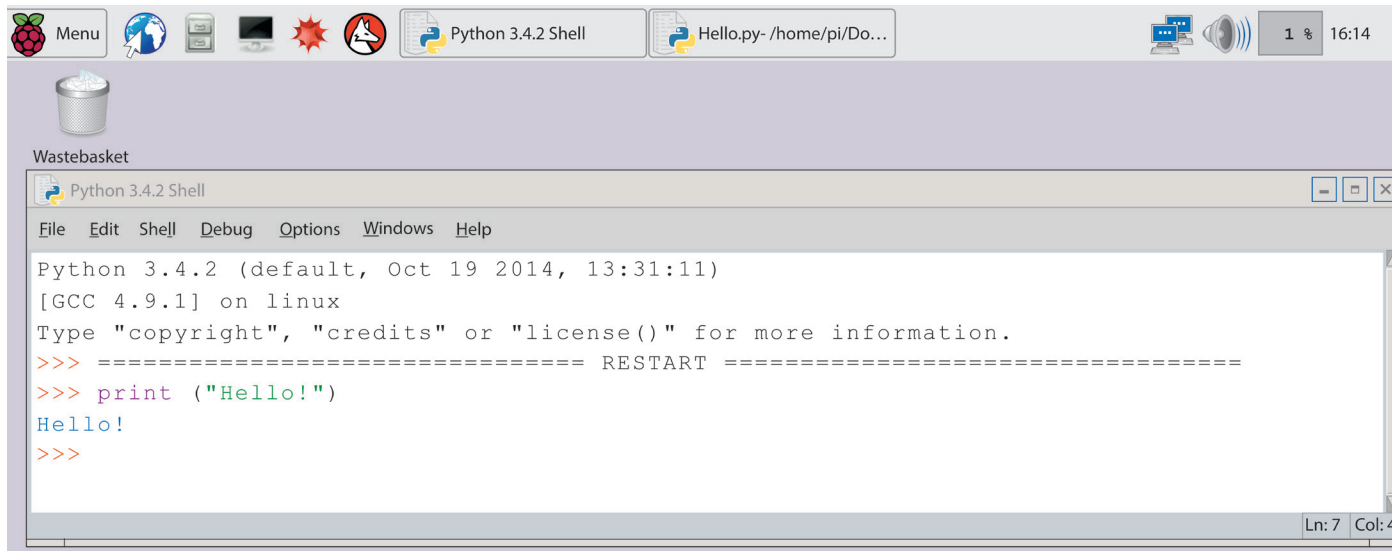 Menu Python 3.4.2 Shell Hello.py- /home/pi/Do... 1 % 16:14
Wastebasket
Python 3.4.2 Shell
File Edit Shell Debug Options Windows Help
Python 3.4.2 (default, Oct 19 2014, 13:31:11)
[GCC 4.9.1] on linux
Type "copyright", "credits" or "license()" for more information.
>>> ================================ RESTART ==================================
>>> print ("Hello!")
Hello!
>>>
Ln: 7 Col: 4